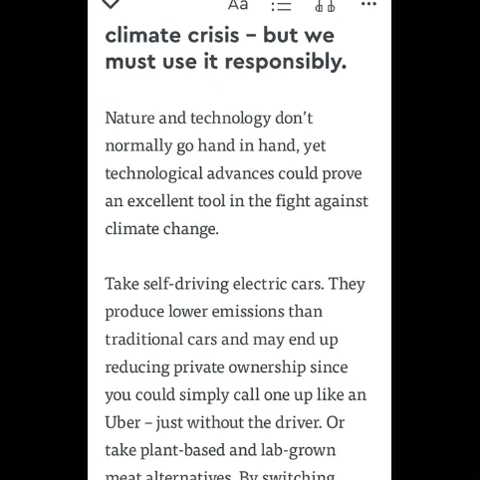 Aa
climate crisis – but we
must use it responsibly.
Nature and technology don’t
normally go hand in hand, yet
technological advances could prove
an excellent tool in the fight against
climate change.
Take self-driving electric cars. They
produce lower emissions than
traditional cars and may end up
reducing private ownership since
you could simply call one up like an
Uber – just without the driver. Or
take plant-based and lab-grown
meat alternatives. By switching